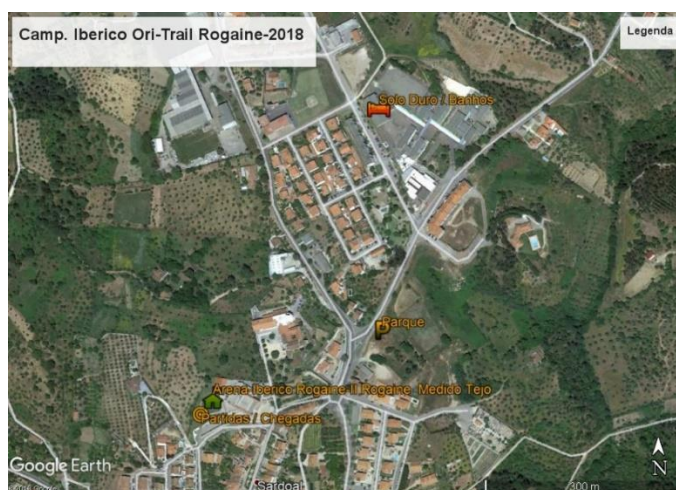 Camp. Iberico Ori-Trail Rogaine-2018
Legenda
Solo Duro / Banhos
Parque
Arena-Iberico Rogaine-II Rogaine Medido Tejo
Partidas / Chegadas
Google Earth
Sardoal
300 m
N